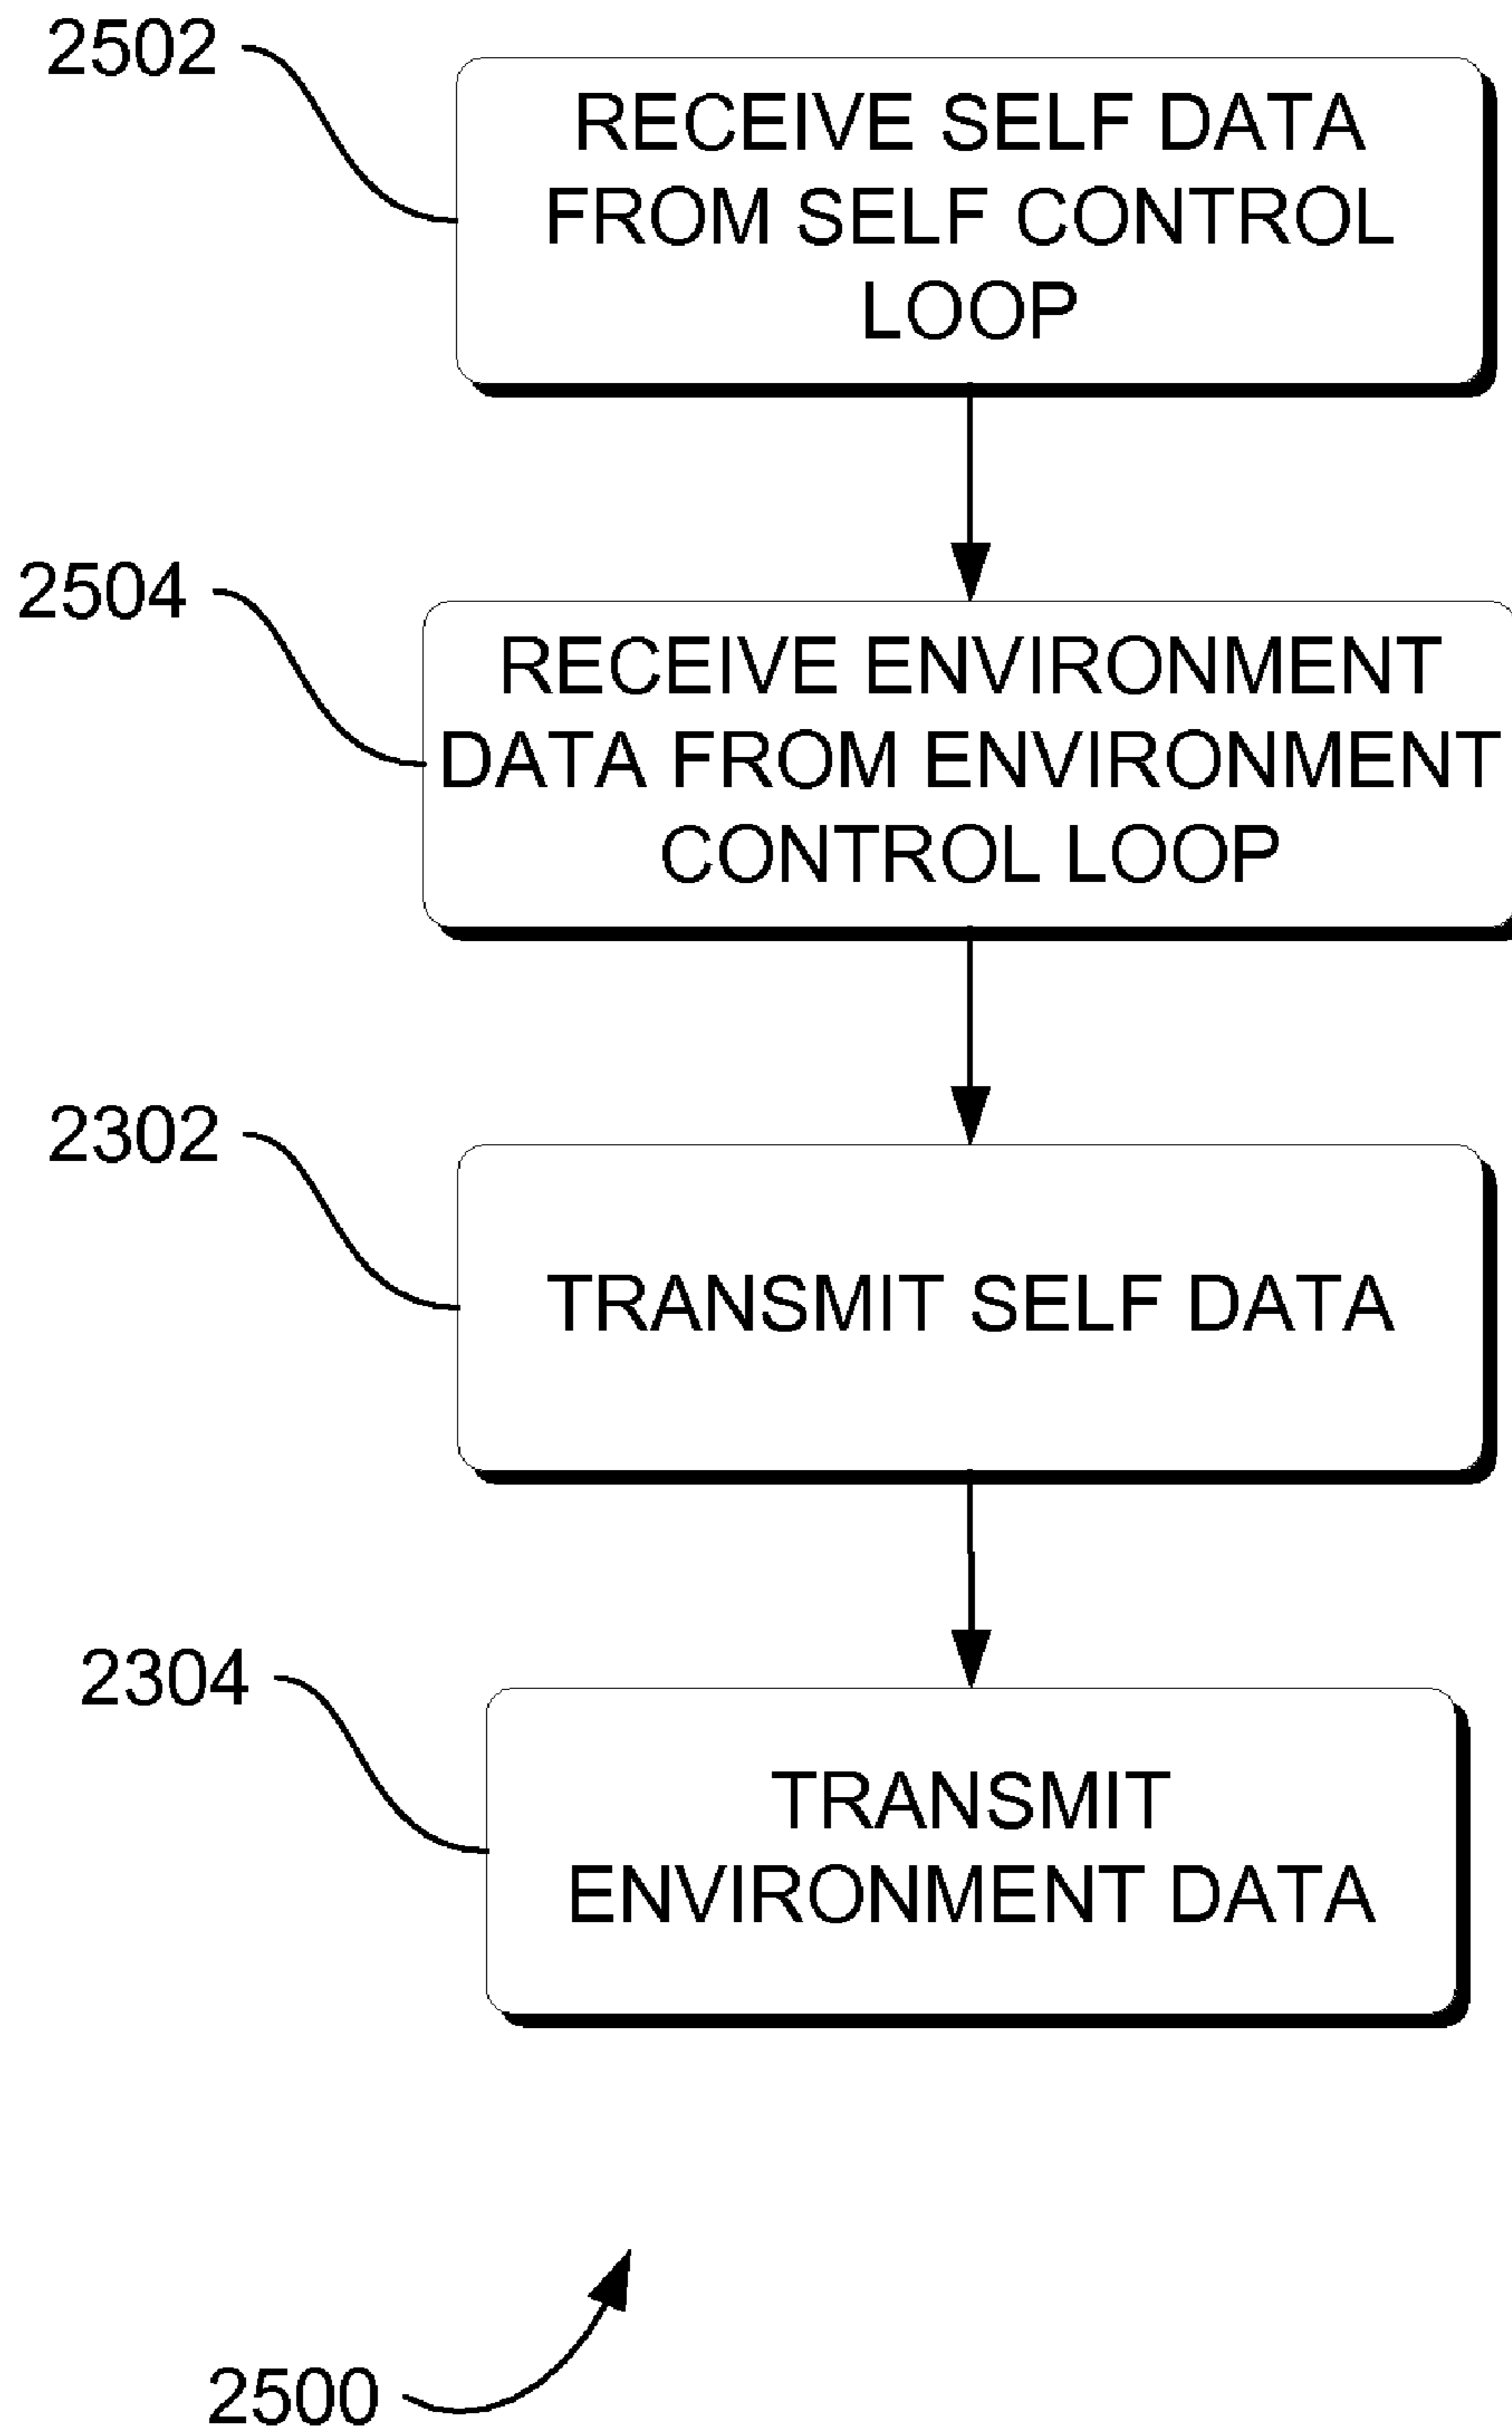 2502
RECEIVE SELF DATA
FROM SELF CONTROL
LOOP
2504
RECEIVE ENVIRONMENT
DATA FROM ENVIRONMENT
CONTROL LOOP
2302
TRANSMIT SELF DATA
2304
TRANSMIT
ENVIRONMENT DATA
2500